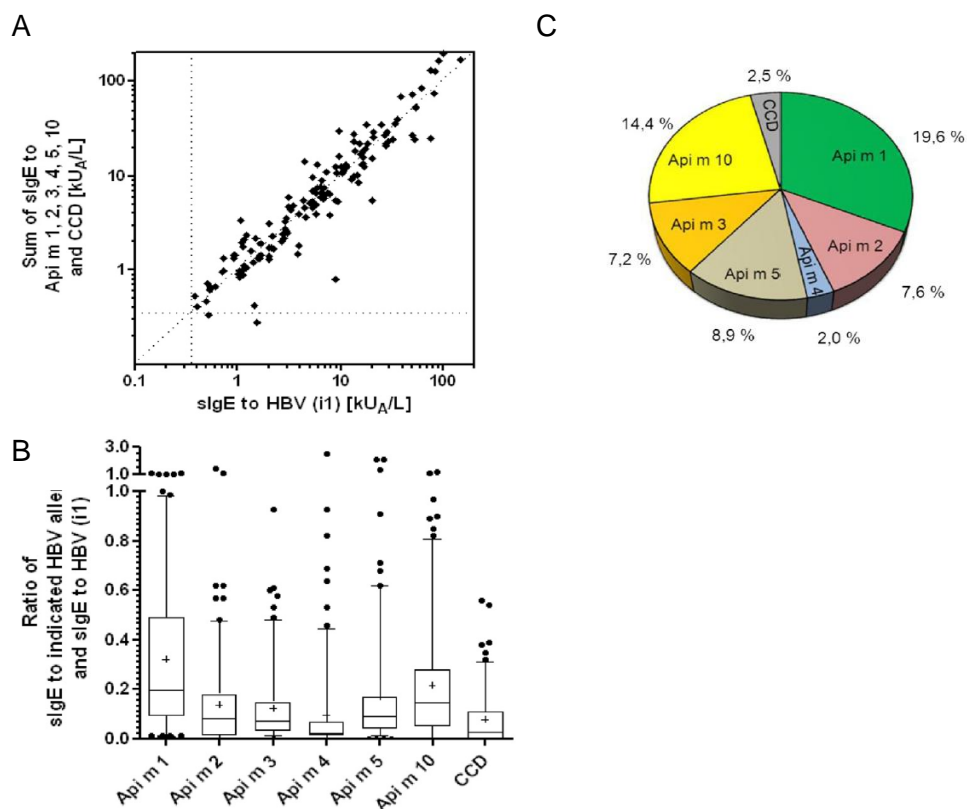 A
Sum of sIgE to
Api m 1, 2, 3, 4, 5, 10
and CCD [kUA/L]
100
10
1
0.1
1
10
100
sIgE to HBV (i1) [kUA/L]
B
Ratio of
sIgE to indicated HBV aller
and sIgE to HBV (i1)
3.0
1.0
1.0
0.8
0.6
0.4
0.2
0.0
Api m 1
Api m 2
Api m 3
Api m 4
Api m 5
Api m 10
CCD
C
2,5 %
CCD
14,4 %
19,6 %
Api m 10
Api m 1
Api m 3
Api m 2
Api m 5
Api m 4
7,2 %
7,6 %
8,9 %
2,0 %